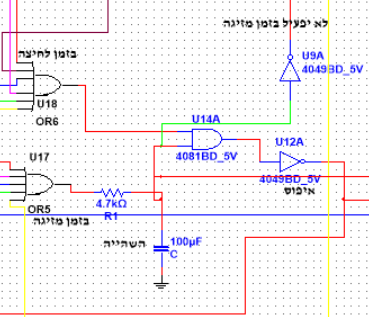 לא יפעיל בזמן מזיגה
U9A
4049BD_5V
בזמן לחיצה
U18
OR6
U14A
4081BD_5V
U12A
4049BD_5V
איפוס
U17
OR5
בזמן מזיגה
4.7kΩ
R1
השהייה
100µF
C